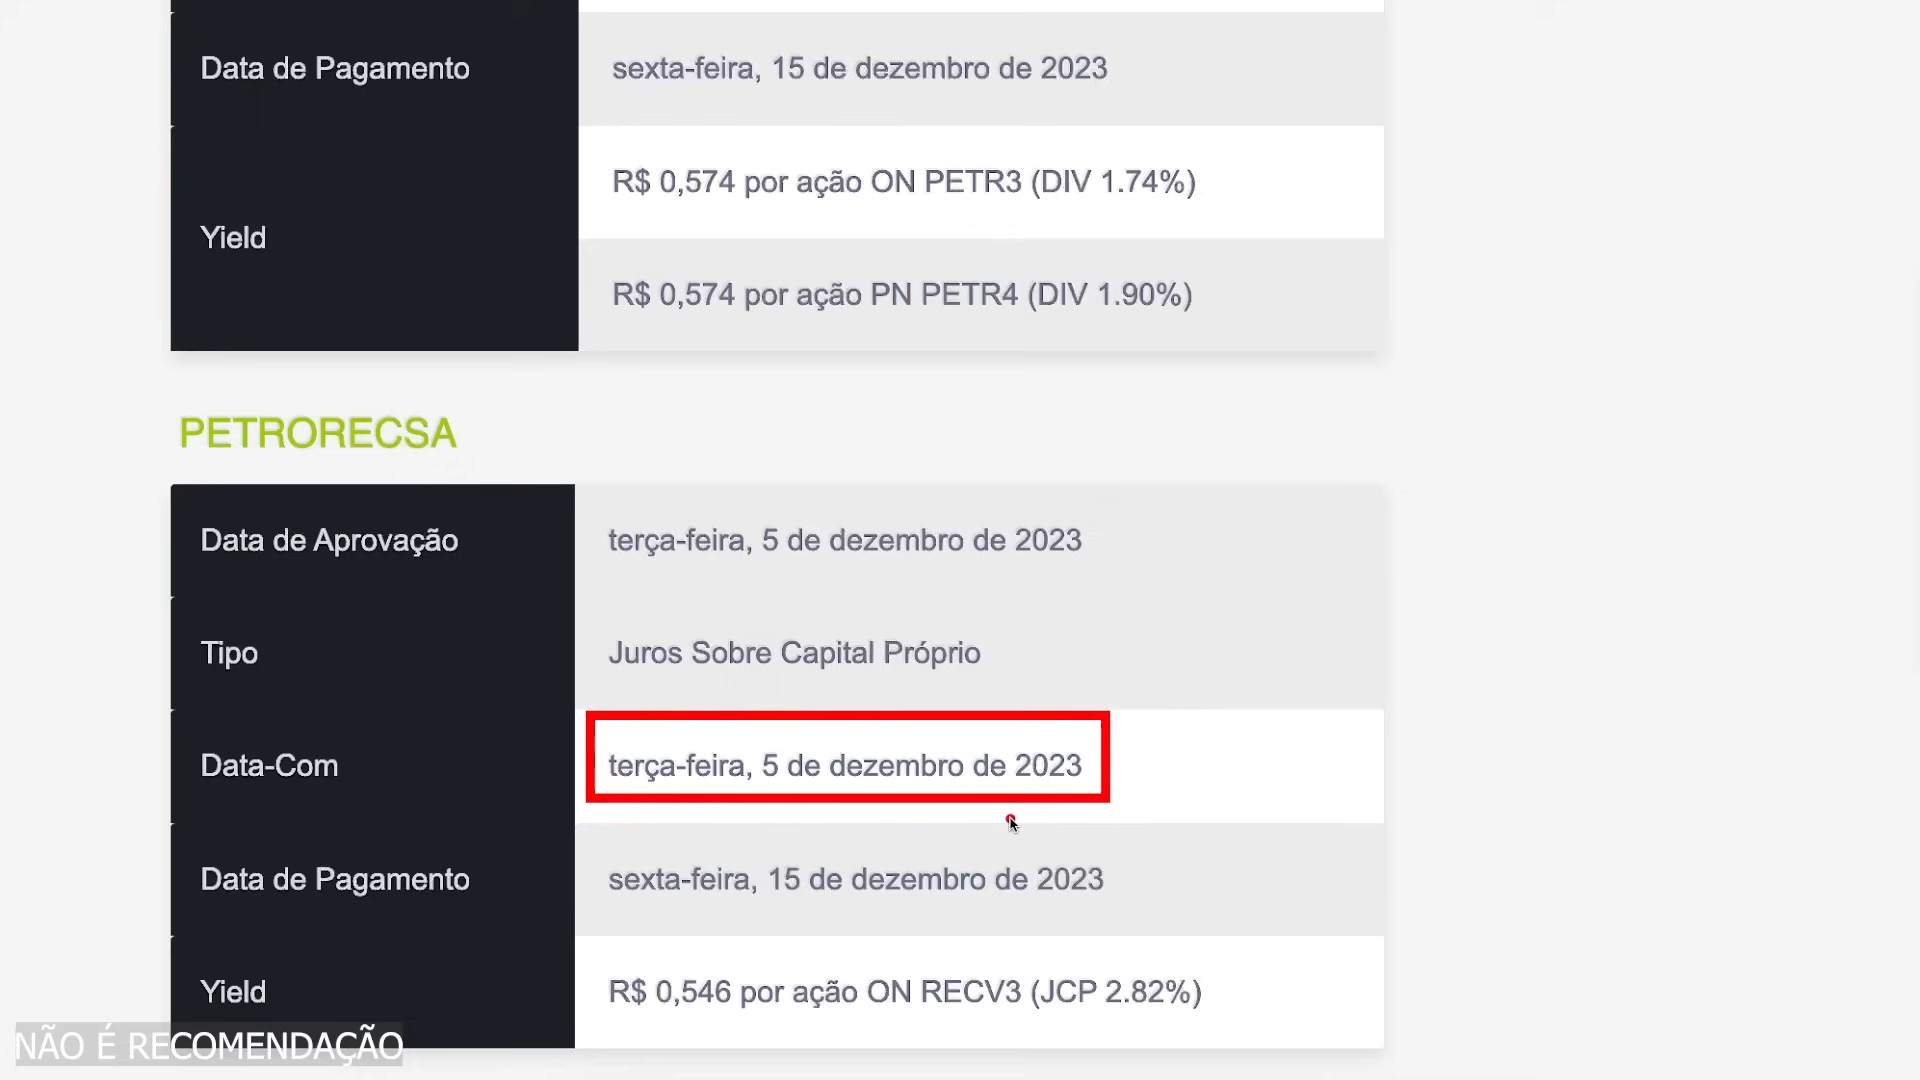 Data de Pagamento sexta-feira, 15 de dezembro de 2023
Yield
R$ 0,574 por ação ON PETR3 (DIV 1.74%)
R$ 0,574 por ação PN PETR4 (DIV 1.90%)
PETRORECSA
Data de Aprovação terça-feira, 5 de dezembro de 2023
Tipo Juros Sobre Capital Próprio
Data-Com terça-feira, 5 de dezembro de 2023
Data de Pagamento sexta-feira, 15 de dezembro de 2023
Yield R$ 0,546 por ação ON RECV3 (JCP 2.82%)
NÃO É RECOMENDAÇÃO